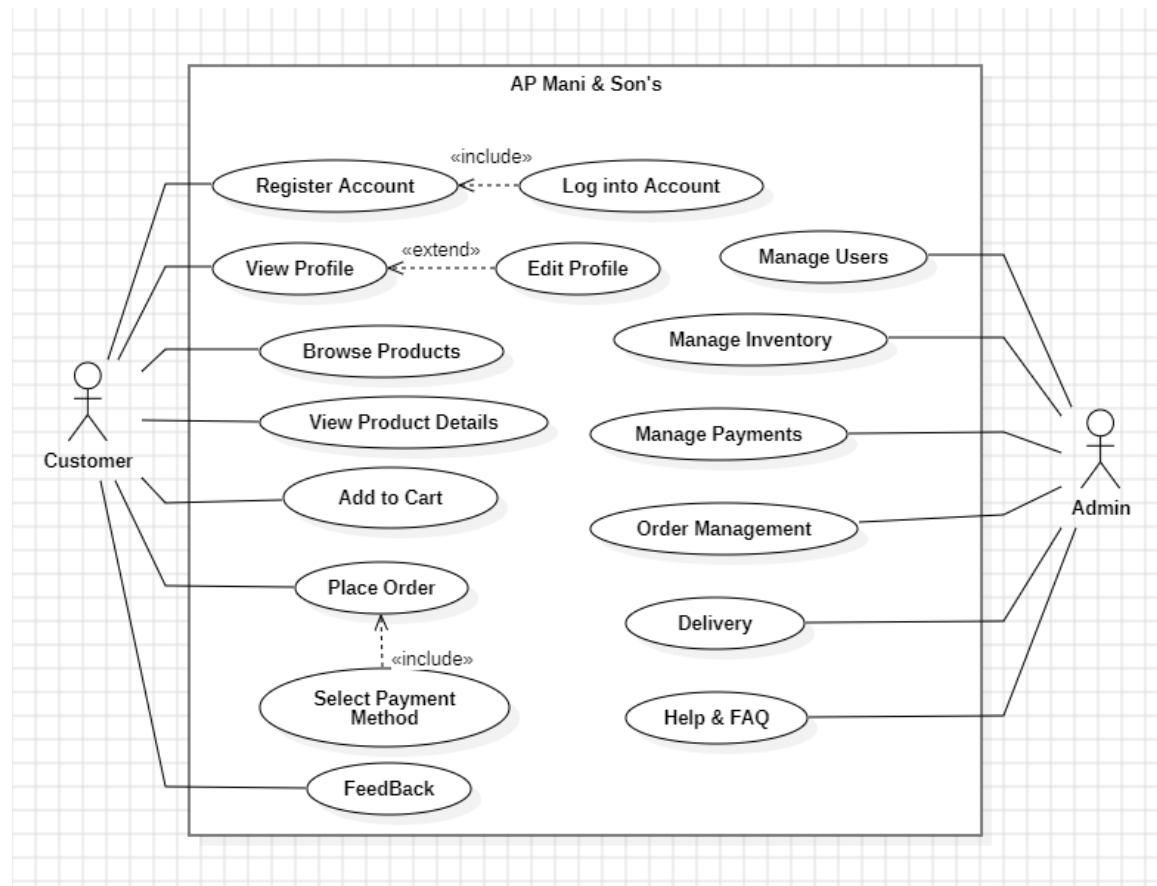 AP Mani & Son's
«include»
Register Account
Log into Account
«extend»
View Profile
Edit Profile
Manage Users
Browse Products
Manage Inventory
View Product Details
Manage Payments
Customer
Add to Cart
Admin
Order Management
Place Order
Delivery
«include»
Select Payment
Method
Help & FAQ
FeedBack